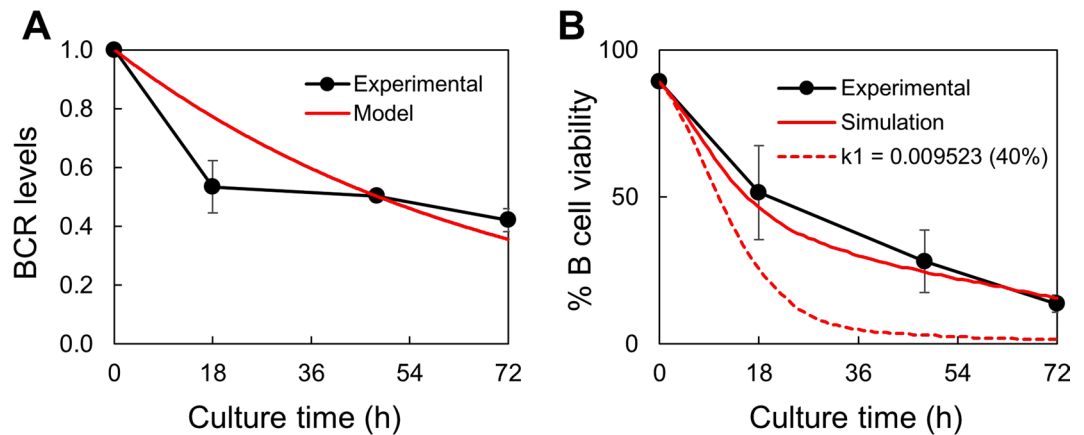 A
BCR levels
1.0
0.8
0.6
0.4
0.2
0.0
Experimental
Model
0 18 36 54 72
Culture time (h)
B
% B cell viability
100
50
0
Experimental
Simulation
k1 = 0.009523 (40%)
0 18 36 54 72
Culture time (h)